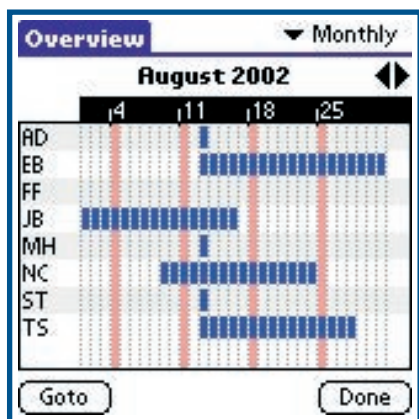 Overview ▼ Monthly
August 2002
4 11 18 25
AD
EB
FF
JB
MH
NC
ST
TS
Goto Done